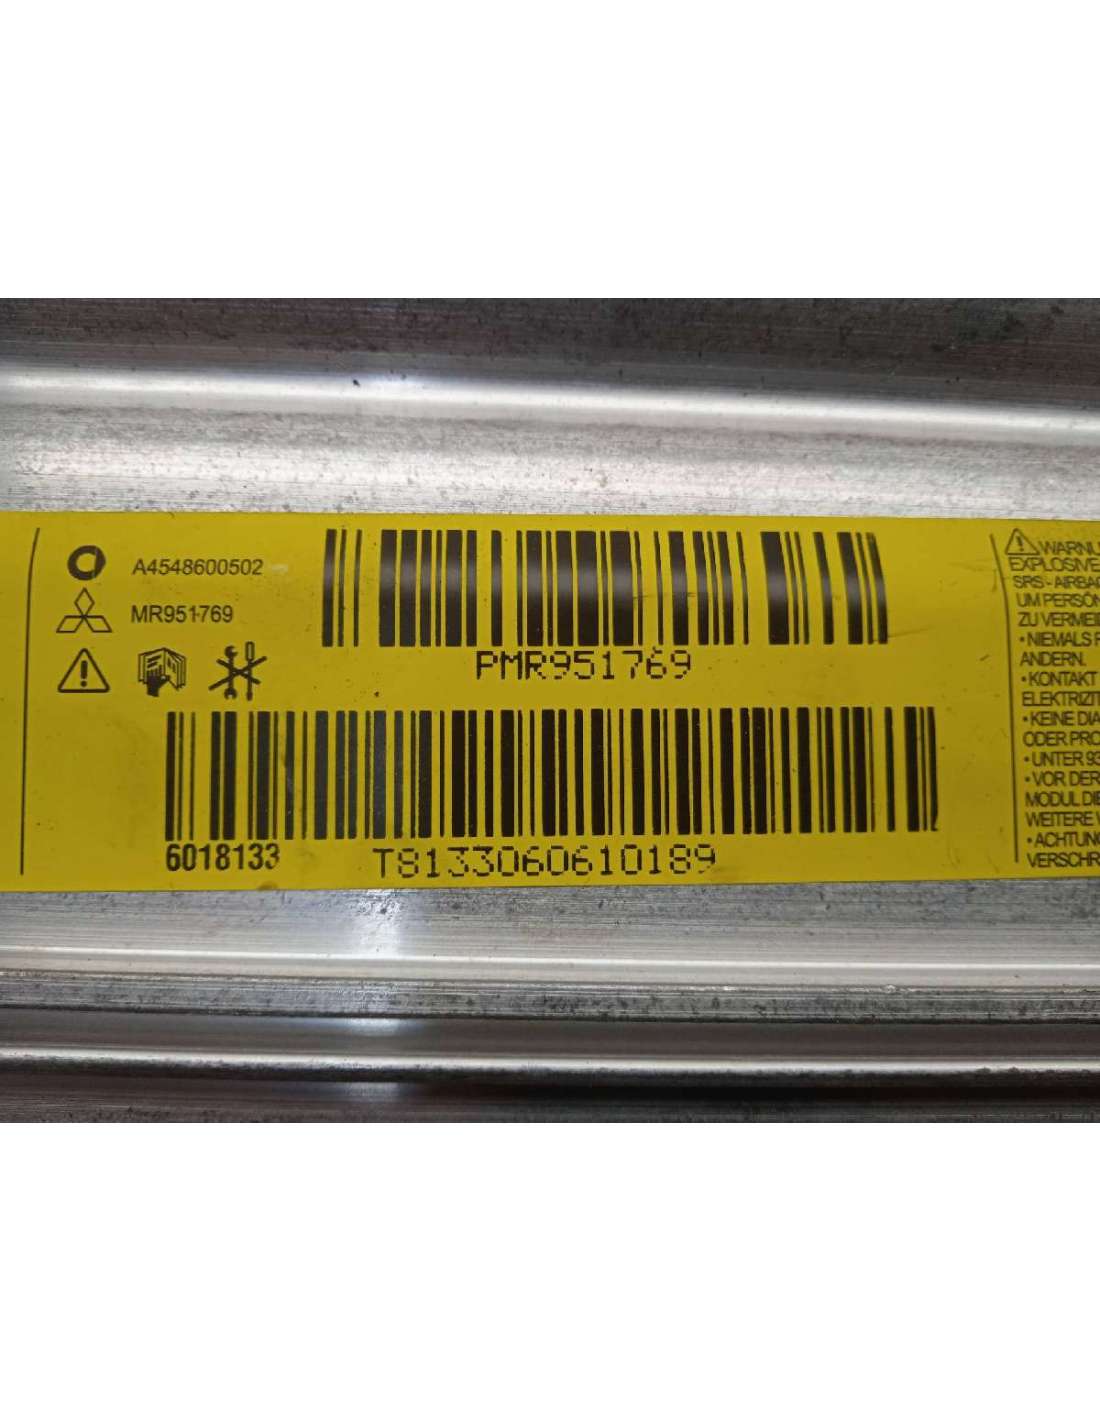 A4548600502
MR951769
PMR951769
6018133
T8133060610189
WARNU
EXPLOSIVE
SRS-AIRBAG
UM PERSÖN
ZU VERMEID
•NIEMALS F
ANDERN.
•KONTAKT
ELEKTRIZIT
•KEINE DIA
ODER PRO
•UNTER 93
•VOR DER
MODUL DIE
WEITERE V
•ACHTUNG
VERSCHR